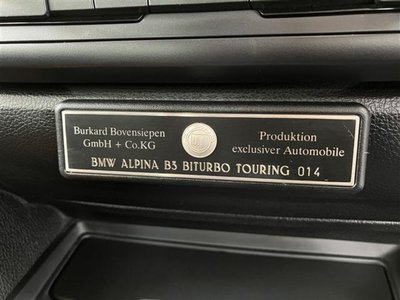 Burkard Bovensiepen
GmbH + Co.KG
Produktion
exclusiver Automobile
BMW ALPINA B3 BITURBO TOURING 014